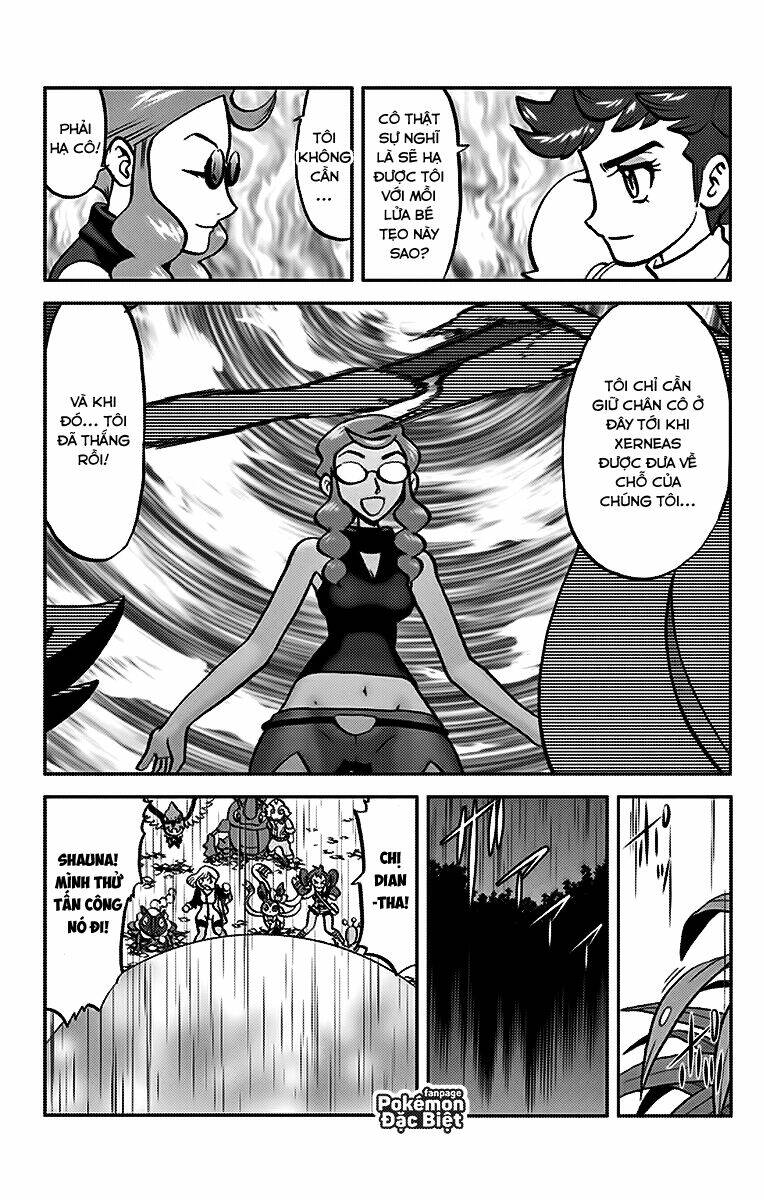 CÔ THẬT
SỰ NGHĨ
LÀ SẼ HẠ
ĐƯỢC TÔI
VỚI MỒI
LỬA BÉ
TẸO NÀY
SAO?
TÔI
KHÔNG
CẦN
...
PHẢI
HẠ CÔ!
TÔI CHỈ CẦN
GIỮ CHÂN CÔ Ở
ĐÂY TỚI KHI
XERNEAS
ĐƯỢC ĐƯA VỀ
CHỖ CỦA
CHÚNG TÔI...
VÀ KHI
ĐÓ... TÔI
ĐÃ THẮNG
RỒI!
CHỊ
DIAN
-THA!
SHAUNA!
MÌNH THỬ
TẤN CÔNG
NÓ ĐI!
fanpage
Pokémon
Đặc Biệt